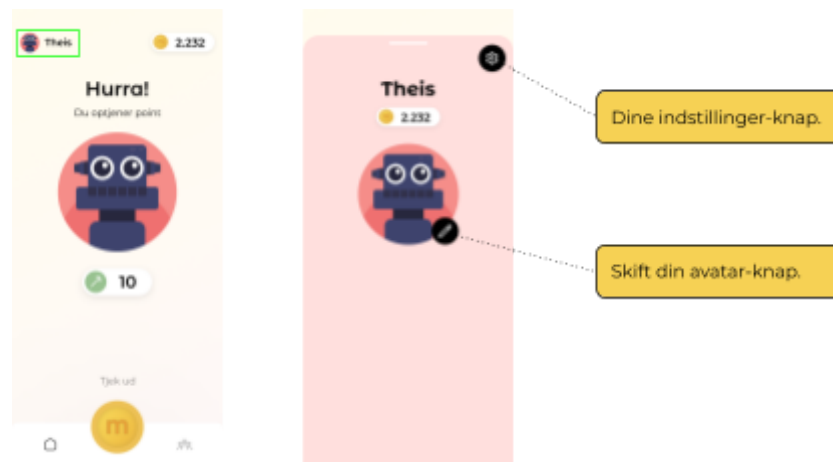 Theis
2.232
Hurra!
Du optjener point
10
Tjek ud
m
Theis
2.232
Dine indstillinger-knap.
Skift din avatar-knap.